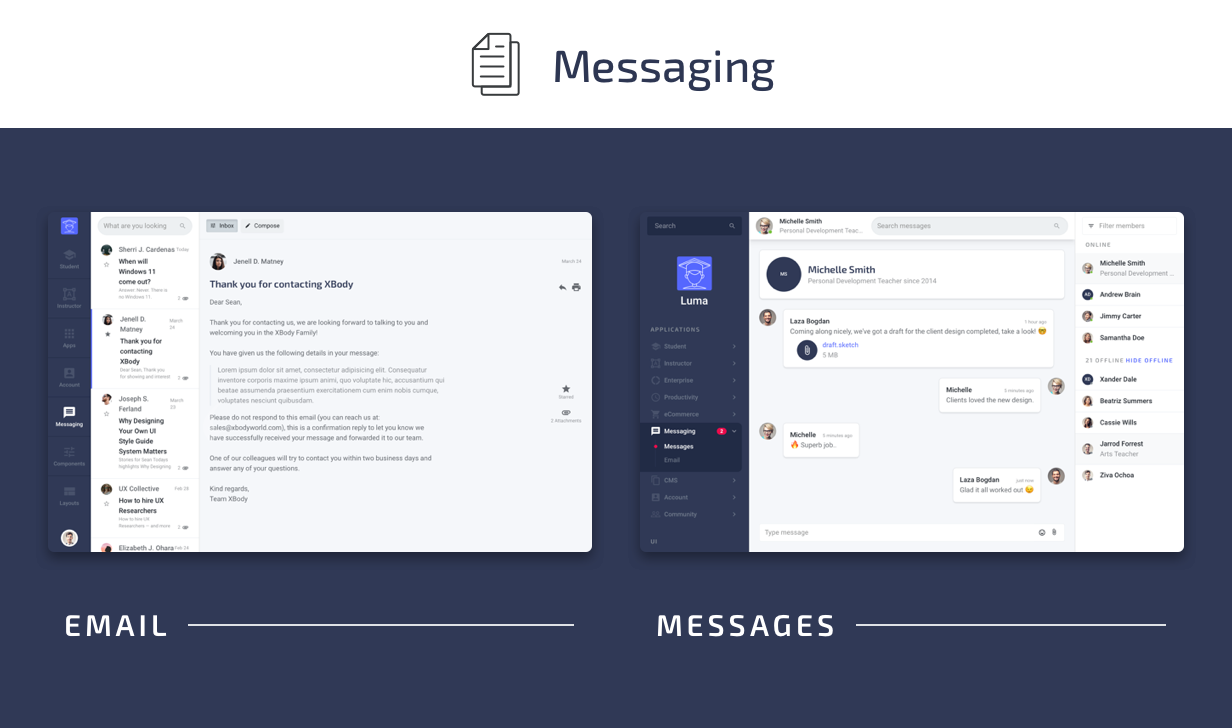 Messaging
Student
Instructor
Apps
Account
Messaging
Components
Layouts
What are you looking
Sherri J. Cardenas Today
When will
Windows 11
come out?
Answer: Never. There is
no Windows 11.
2
Jenell D.
Matney
March
24
Thank you for
contacting
XBody
Dear Sean, Thank you
for showing and interest
2
Joseph S.
Ferland
March
23
Why Designing
Your Own UI
Style Guide
System Matters
Stories for Sean Todays
highlights Why Designing
2
UX Collective Feb 28
How to hire UX
Researchers
How to hire UX
Researchers — and more
2
Elizabeth J. Ohara Feb 24
Inbox Compose
Jenell D. Matney March 24
Thank you for contacting XBody
Dear Sean,
Thank you for contacting us, we are looking forward to talking to you and
welcoming you in the XBody Family!
You have given us the following details in your message:
Lorem ipsum dolor sit amet, consectetur adipisicing elit. Consequatur
inventore corporis maxime ipsum animi, quo voluptate hic, accusantium qui
beatae assumenda praesentium exercitationem cum enim nobis cumque,
voluptates nesciunt quibusdam.
Please do not respond to this email (you can reach us at:
sales@xbodyworld.com), this is a confirmation reply to let you know we
have successfully received your message and forwarded it to our team.
One of our colleagues will try to contact you within two business days and
answer any of your questions.
Kind regards,
Team XBody
Starred
2 Attachments
EMAIL
Search
Luma
APPLICATIONS
Student
Instructor
Enterprise
Productivity
eCommerce
Messaging 2
Messages
Email
CMS
Account
Community
UI
Michelle Smith
Personal Development Teac...
Search messages
MS
Michelle Smith
Personal Development Teacher since 2014
Laza Bogdan 1 hour ago
Coming along nicely, we've got a draft for the client design completed, take a look! 🤓
draft.sketch
5 MB
Michelle 5 minutes ago
Clients loved the new design.
Michelle 5 minutes ago
🔥 Superb job..
Laza Bogdan just now
Glad it all worked out 😉
Type message
Filter members
ONLINE
Michelle Smith
Personal Development ...
AD Andrew Brain
Jimmy Carter
Samantha Doe
21 OFFLINE HIDE OFFLINE
AD Xander Dale
Beatriz Summers
Cassie Wills
Jarrod Forrest
Arts Teacher
Ziva Ochoa
MESSAGES